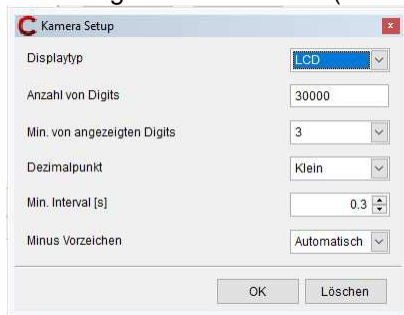 Kamera Setup
Displaytyp LCD
Anzahl von Digits 30000
Min. von angezeigten Digits 3
Dezimalpunkt Klein
Min. Interval [s] 0.3
Minus Vorzeichen Automatisch
OK Löschen